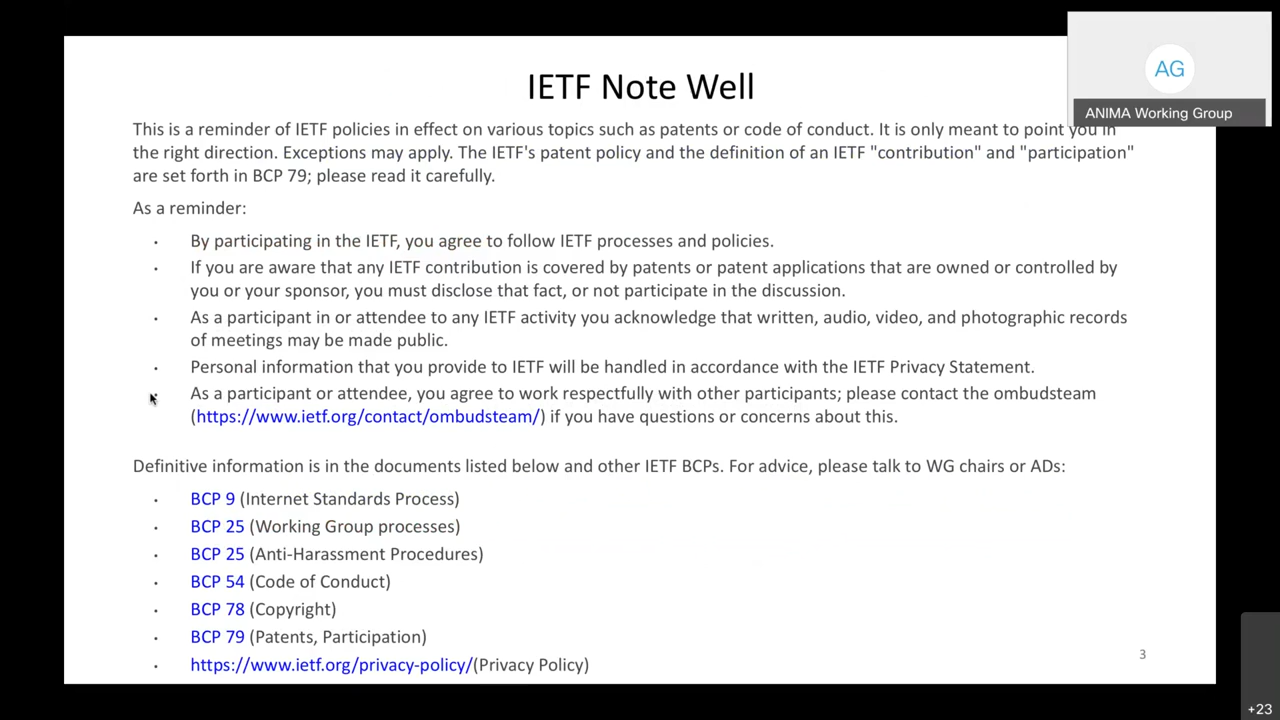 IETF Note Well
AG
ANIMA Working Group
This is a reminder of IETF policies in effect on various topics such as patents or code of conduct. It is only meant to point you in
the right direction. Exceptions may apply. The IETF's patent policy and the definition of an IETF "contribution" and "participation"
are set forth in BCP 79; please read it carefully.
As a reminder:
· By participating in the IETF, you agree to follow IETF processes and policies.
· If you are aware that any IETF contribution is covered by patents or patent applications that are owned or controlled by
you or your sponsor, you must disclose that fact, or not participate in the discussion.
· As a participant in or attendee to any IETF activity you acknowledge that written, audio, video, and photographic records
of meetings may be made public.
· Personal information that you provide to IETF will be handled in accordance with the IETF Privacy Statement.
· As a participant or attendee, you agree to work respectfully with other participants; please contact the ombudsteam
(https://www.ietf.org/contact/ombudsteam/) if you have questions or concerns about this.
Definitive information is in the documents listed below and other IETF BCPs. For advice, please talk to WG chairs or ADs:
· BCP 9 (Internet Standards Process)
· BCP 25 (Working Group processes)
· BCP 25 (Anti-Harassment Procedures)
· BCP 54 (Code of Conduct)
· BCP 78 (Copyright)
· BCP 79 (Patents, Participation)
· https://www.ietf.org/privacy-policy/(Privacy Policy)
3
+23